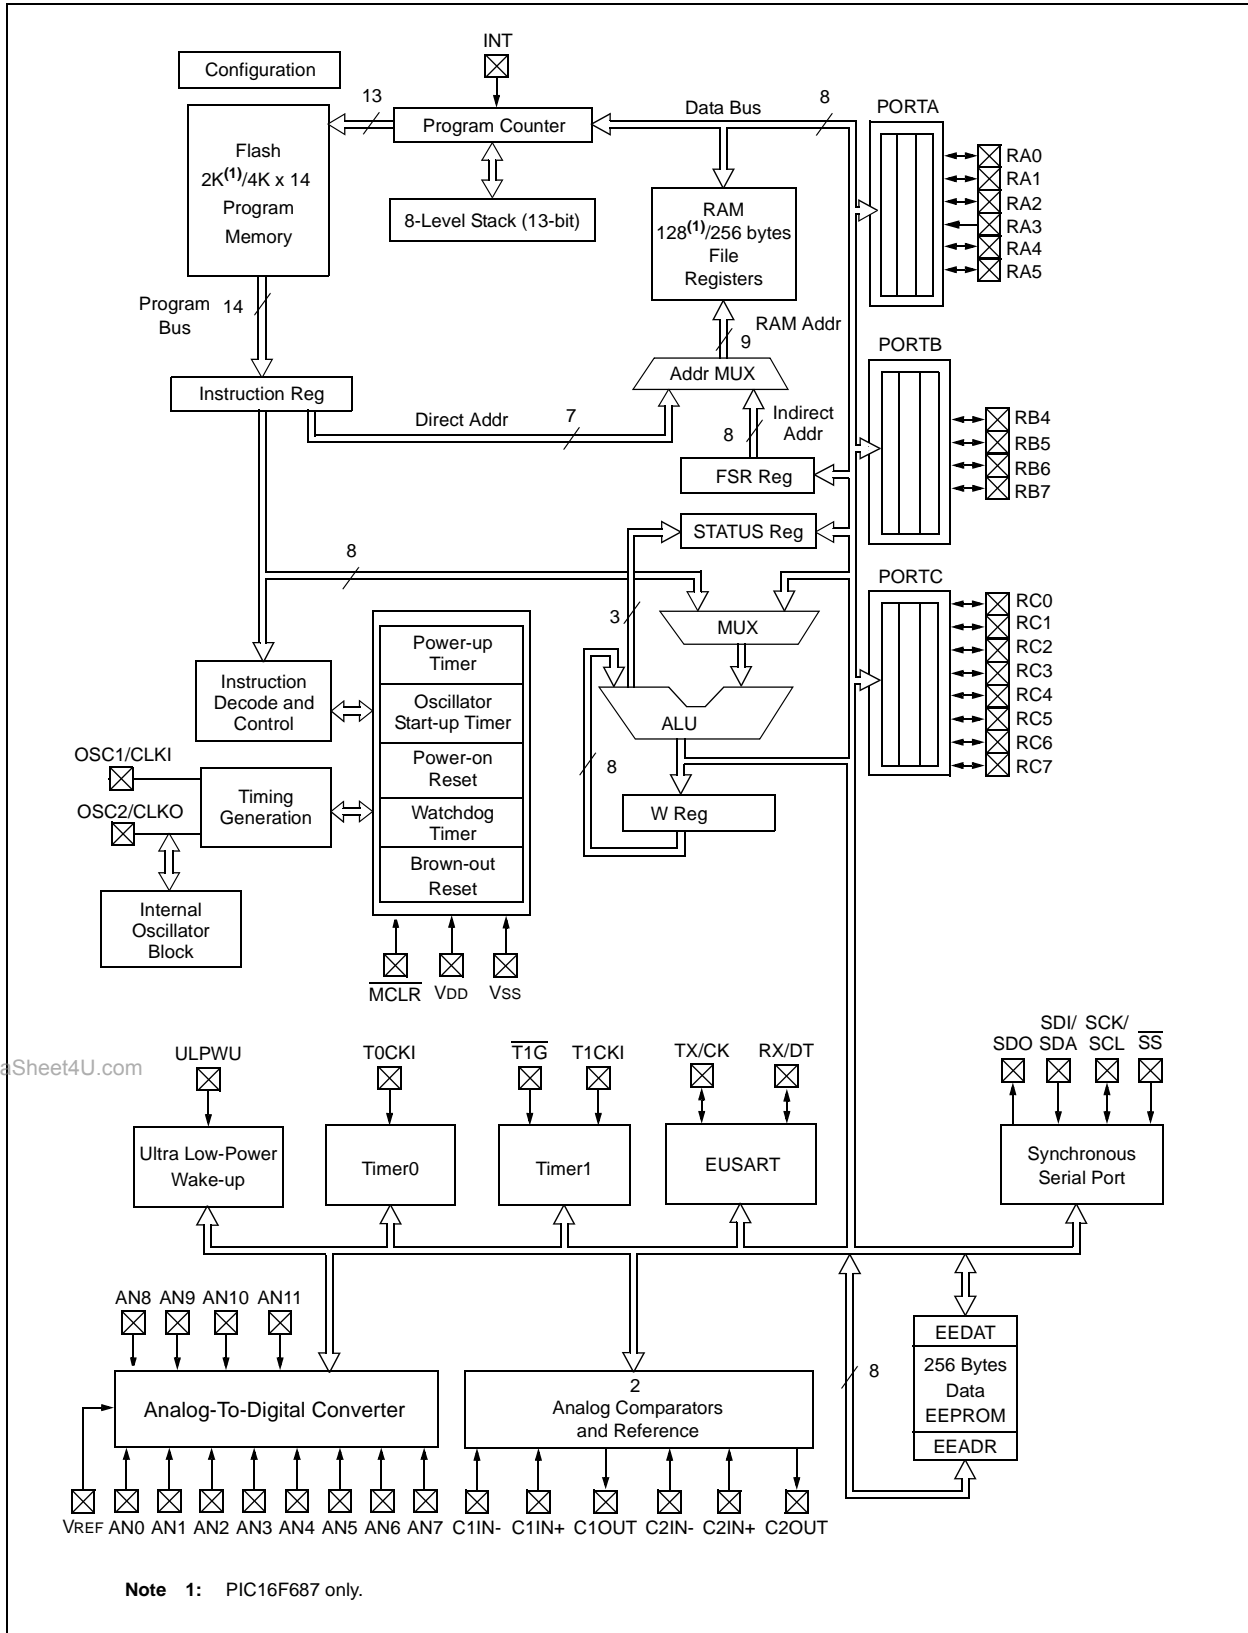 INT
Configuration
13
Data Bus
8
PORTA
Program Counter
Flash
2K(1)/4K x 14
Program
Memory
8-Level Stack (13-bit)
RAM
128(1)/256 bytes
File
Registers
RA0
RA1
RA2
RA3
RA4
RA5
Program
Bus
14
RAM Addr
9
PORTB
Addr MUX
Instruction Reg
Direct Addr
7
Indirect
Addr
8
FSR Reg
RB4
RB5
RB6
RB7
STATUS Reg
8
PORTC
3
MUX
RC0
RC1
RC2
RC3
RC4
RC5
RC6
RC7
Power-up
Timer
Instruction
Decode and
Control
Oscillator
Start-up Timer
ALU
OSC1/CLKI
Power-on
Reset
8
Timing
Generation
OSC2/CLKO
Watchdog
Timer
W Reg
Brown-out
Reset
Internal
Oscillator
Block
MCLR
VDD
VSS
aSheet4U.com
ULPWU
T0CKI
T1G
T1CKI
TX/CK
RX/DT
SDO
SDI/
SDA
SCK/
SCL
SS
Ultra Low-Power
Wake-up
Timer0
Timer1
EUSART
Synchronous
Serial Port
AN8
AN9
AN10
AN11
EEDAT
256 Bytes
Data
EEPROM
EEADR
8
Analog-To-Digital Converter
2
Analog Comparators
and Reference
VREF
AN0
AN1
AN2
AN3
AN4
AN5
AN6
AN7
C1IN-
C1IN+
C1OUT
C2IN-
C2IN+
C2OUT
Note 1: PIC16F687 only.